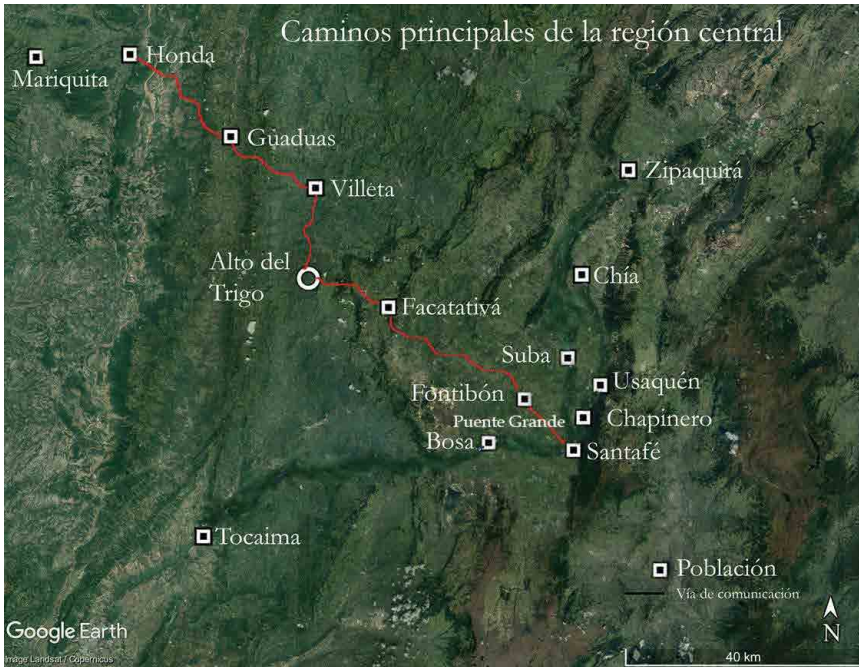 Caminos principales de la región central
Honda
Mariquita
Guaduas
Zipaquirá
Villeta
Alto del
Trigo
Chía
Facatativá
Suba
Usaquén
Fontibón
Chapinero
Puente Grande
Bosa
Santafé
Tocaima
Población
Vía de comunicación
N
Google Earth
Image Landsat / Copernicus
40 km